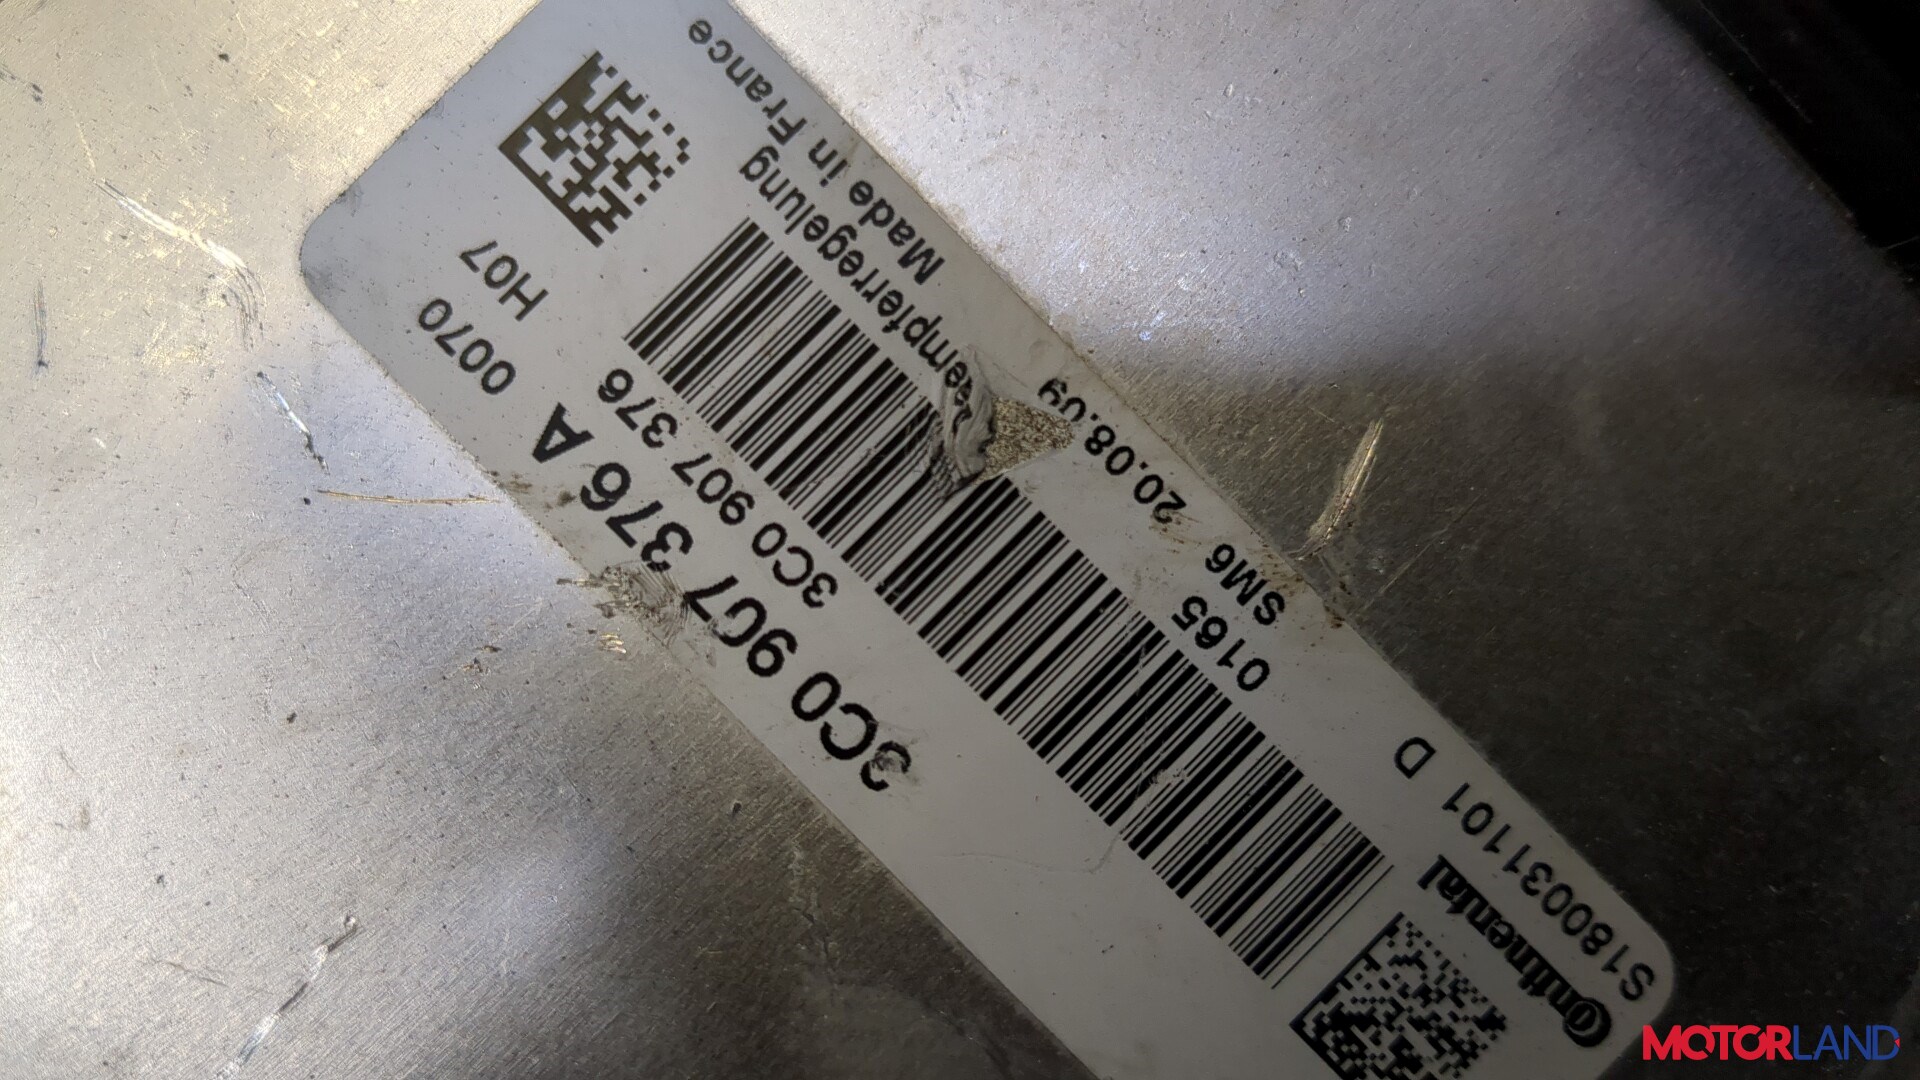 3C0 907 376 A 0070
H07
3C0 907 376
Continental 0165 20.08.09
S180031101 D SM6 Made in France
MOTORLAND